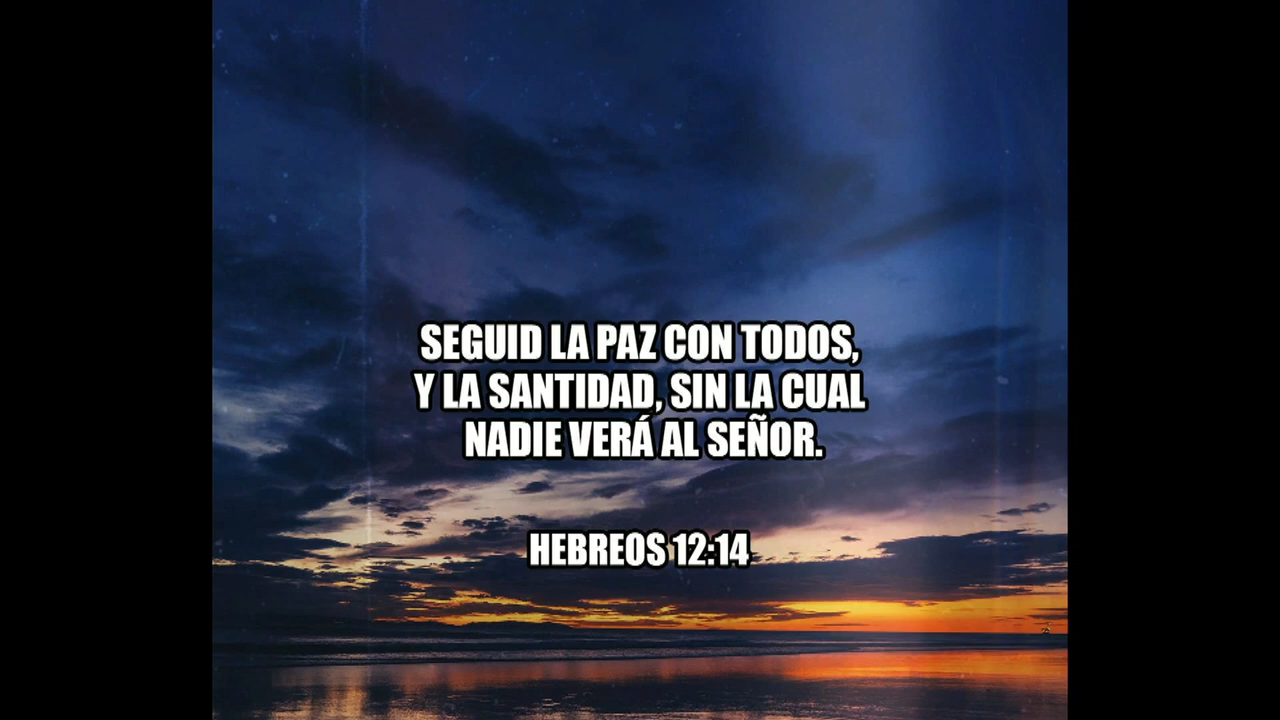 SEGUID LA PAZ CON TODOS,
Y LA SANTIDAD, SIN LA CUAL
NADIE VERÁ AL SEÑOR.
HEBREOS 12:14